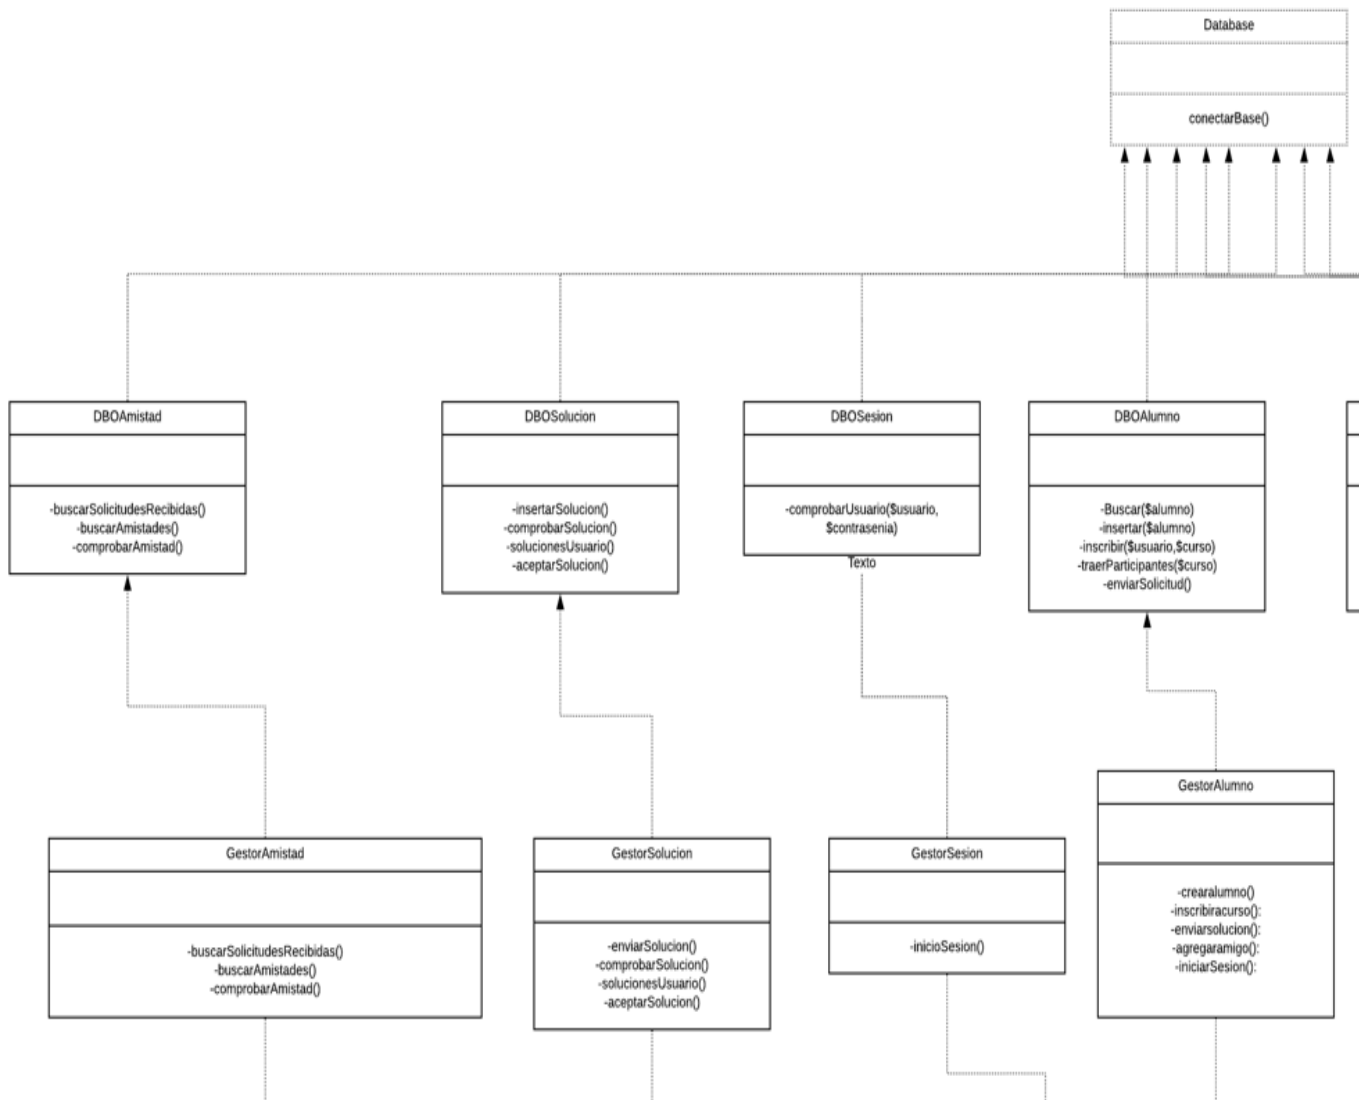 Database
conectarBase()
DBOAmistad
-buscarSolicitudesRecibidas()
-buscarAmistades()
-comprobarAmistad()
DBOSolucion
-insertarSolucion()
-comprobarSolucion()
-solucionesUsuario()
-aceptarSolucion()
DBOSesion
-comprobarUsuario($usuario,
$contrasenia)
Texto
DBOAlumno
-Buscar($alumno)
-insertar($alumno)
-inscribir($usuario,$curso)
-traerParticipantes($curso)
-enviarSolicitud()
GestorAmistad
-buscarSolicitudesRecibidas()
-buscarAmistades()
-comprobarAmistad()
GestorSolucion
-enviarSolucion()
-comprobarSolucion()
-solucionesUsuario()
-aceptarSolucion()
GestorSesion
-inicioSesion()
GestorAlumno
-crearalumno()
-inscribiracurso():
-enviarsolucion():
-agregaramigo():
-iniciarSesion():